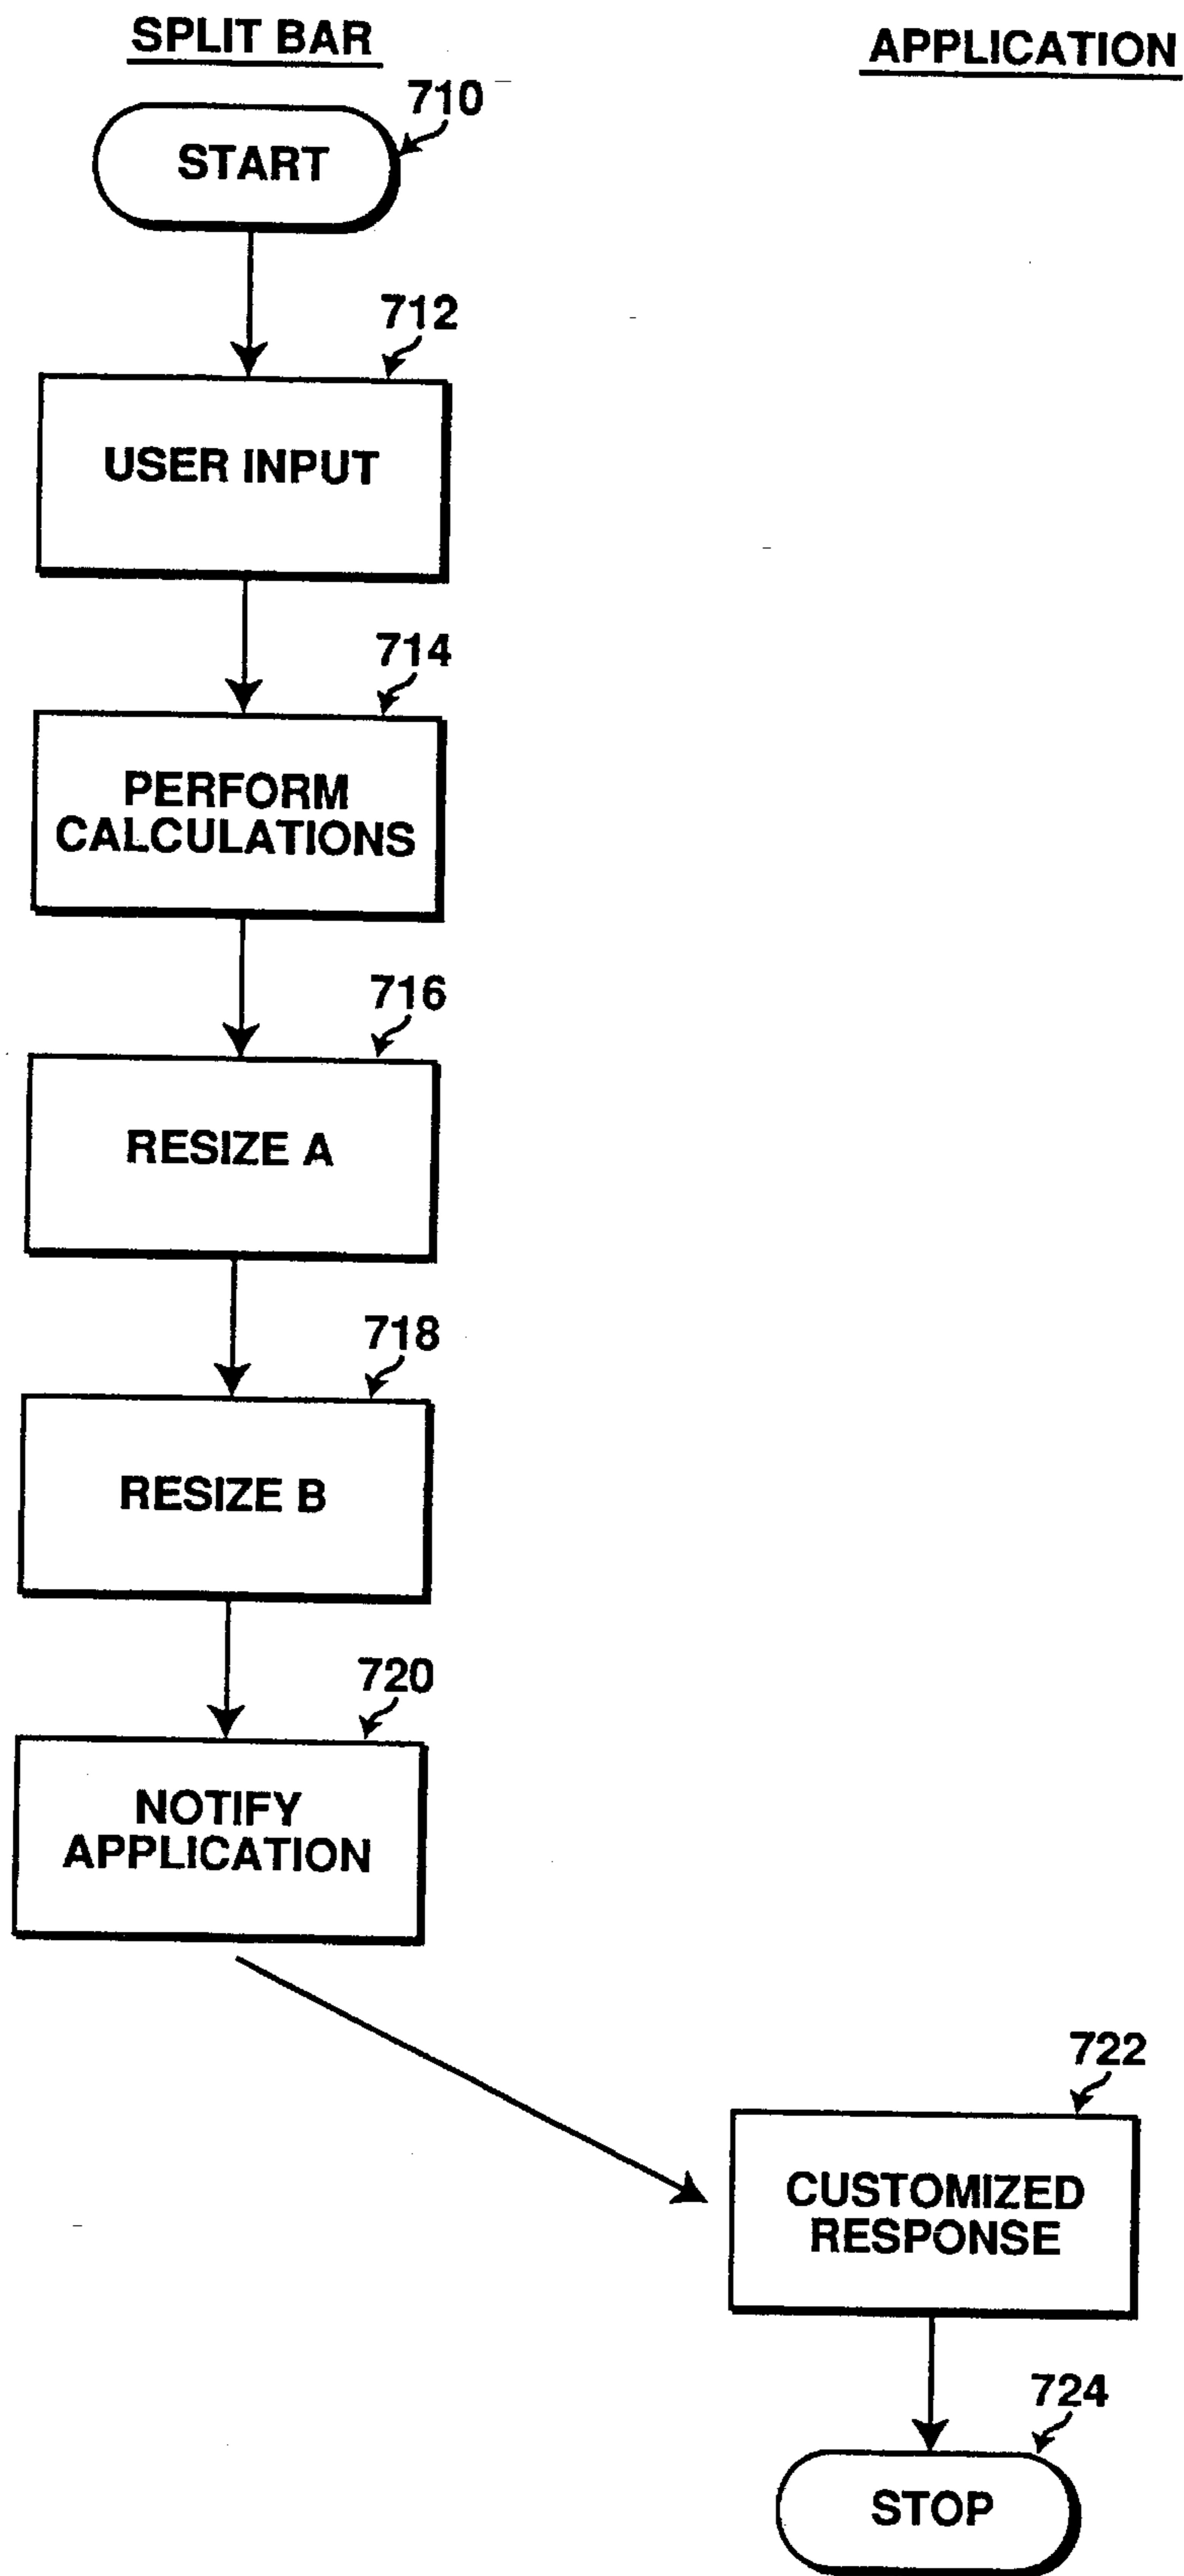 SPLIT BAR
APPLICATION
710
START
712
USER INPUT
714
PERFORM
CALCULATIONS
716
RESIZE A
718
RESIZE B
720
NOTIFY
APPLICATION
722
CUSTOMIZED
RESPONSE
724
STOP